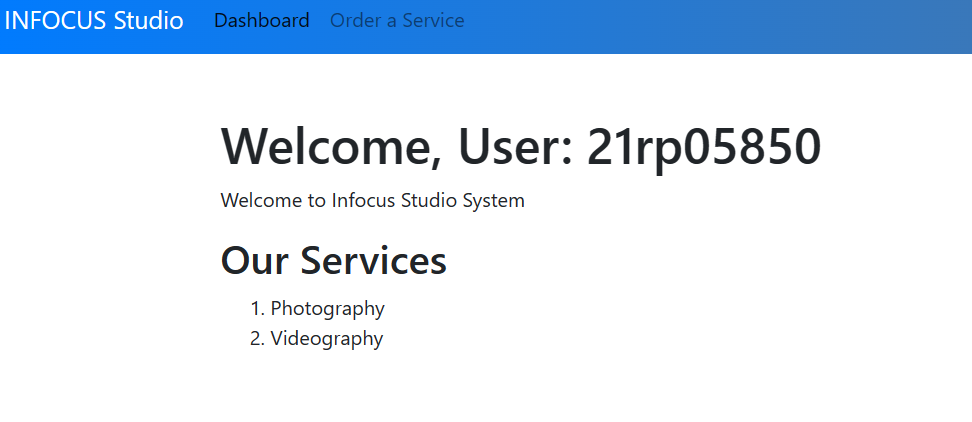 INFOCUS Studio Dashboard Order a Service
Welcome, User: 21rp05850
Welcome to Infocus Studio System
Our Services
1. Photography
2. Videography